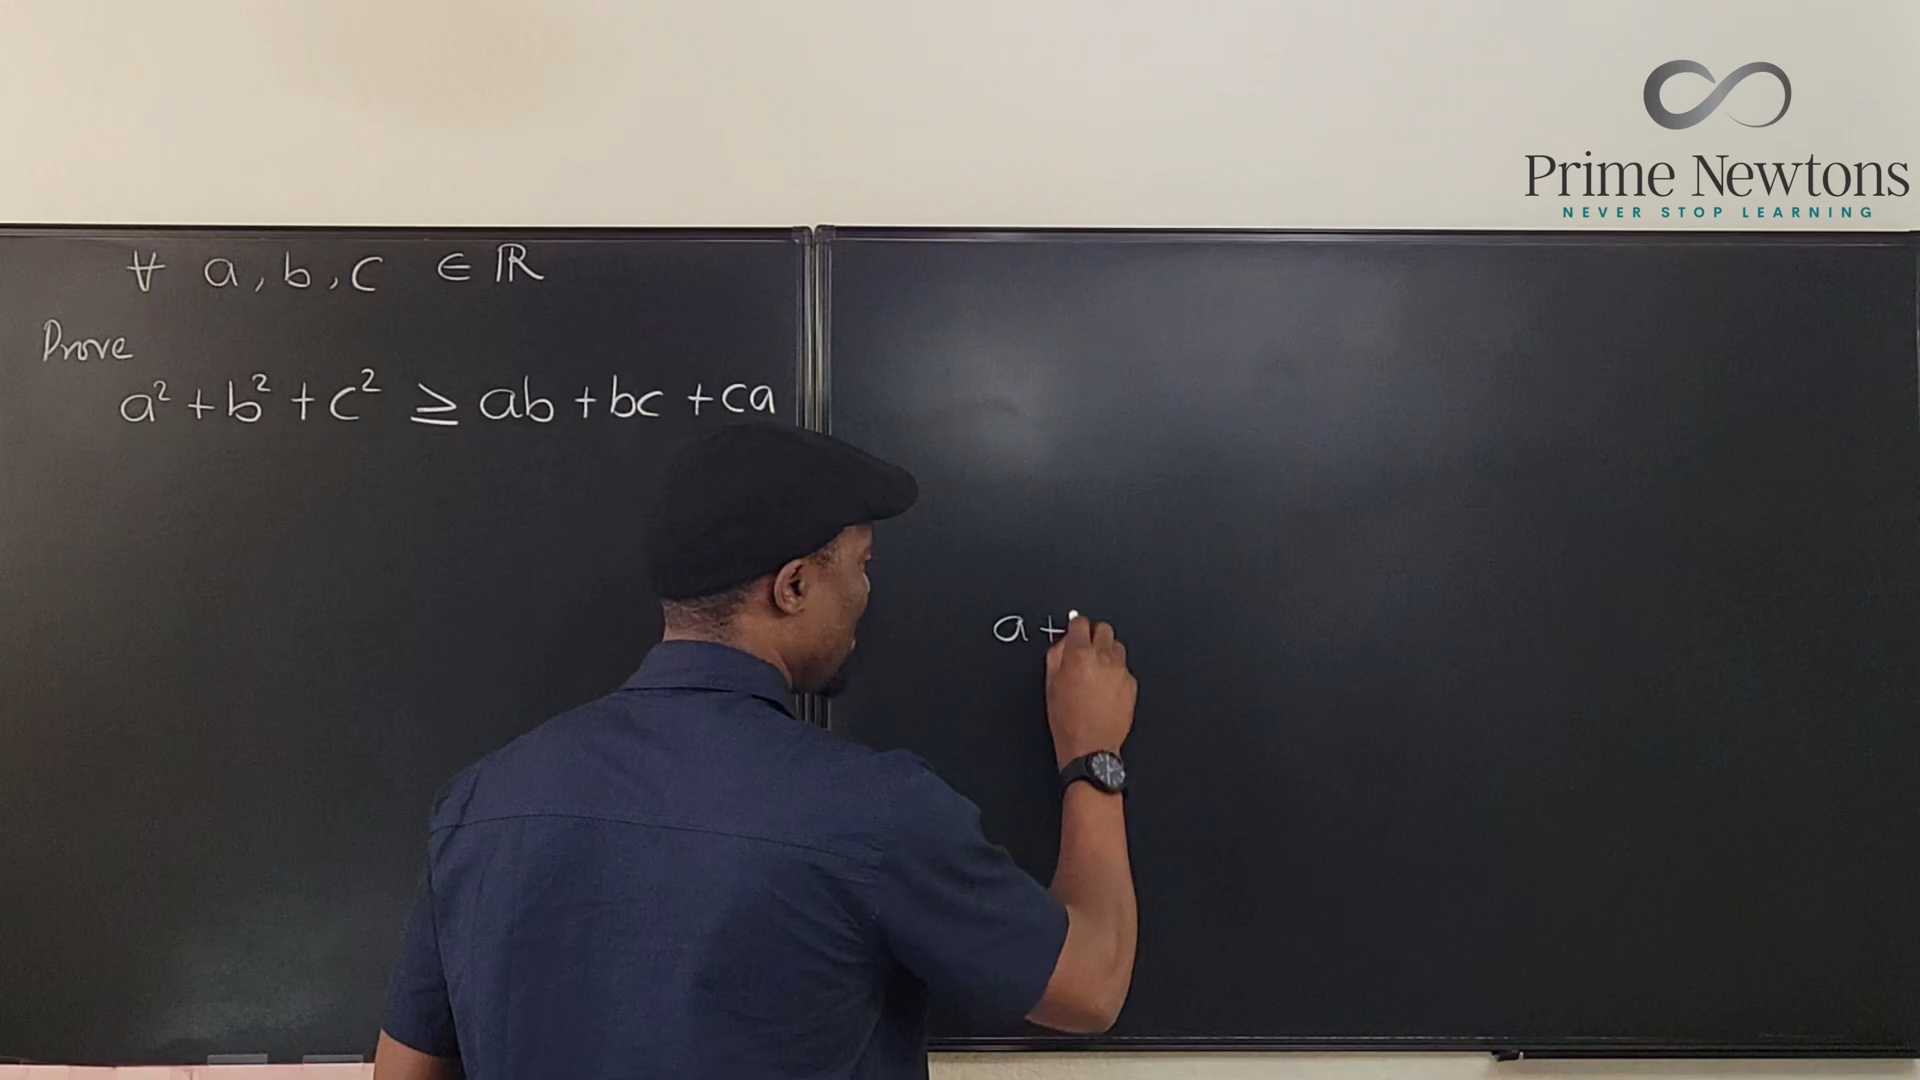 Prime Newtons
NEVER STOP LEARNING
∀ a, b, c ∈ ℝ
Prove
a² + b² + c² ≥ ab + bc + ca
a +